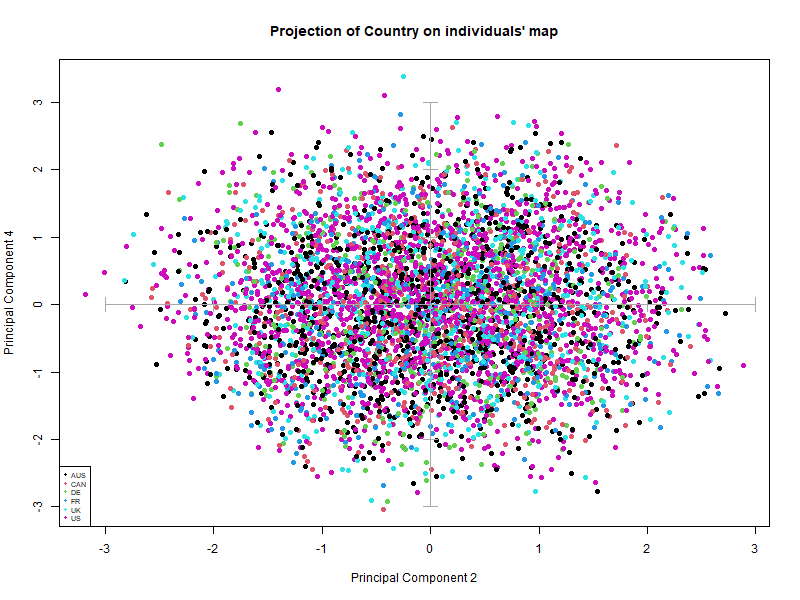 Projection of Country on individuals' map
Principal Component 4
3
2
1
0
-1
-2
-3
AUS
CAN
DE
FR
UK
US
-3
-2
-1
0
1
2
3
Principal Component 2